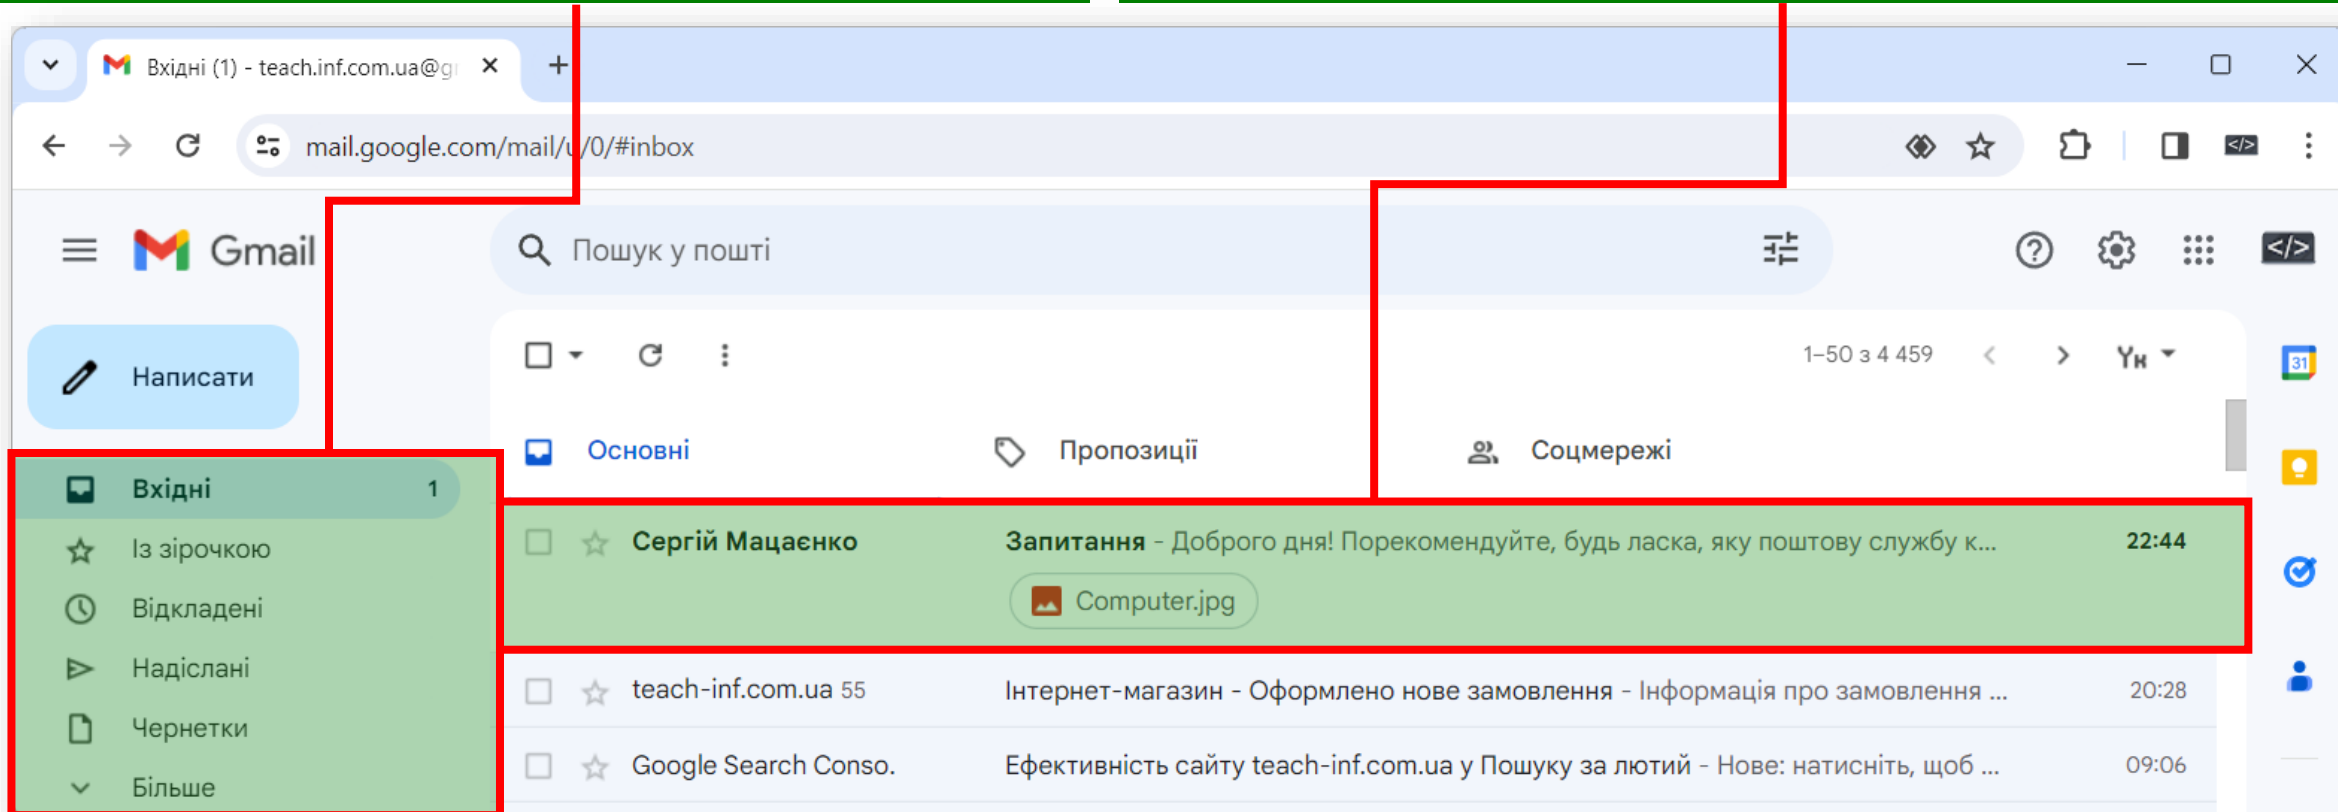 Вхідні (1) - teach.inf.com.ua@g
mail.google.com/mail/u/0/#inbox
</>
Gmail
Пошук у пошті
</>
Написати
1–50 з 4 459
Ук
31
Основні
Пропозиції
Соцмережі
Вхідні 1
Із зірочкою
Відкладені
Надіслані
Чернетки
Більше
Сергій Мацаєнко
Запитання - Доброго дня! Порекомендуйте, будь ласка, яку поштову службу к...
22:44
Computer.jpg
teach-inf.com.ua 55
Інтернет-магазин - Оформлено нове замовлення - Інформація про замовлення ...
20:28
Google Search Conso.
Ефективність сайту teach-inf.com.ua у Пошуку за лютий - Нове: натисніть, щоб ...
09:06